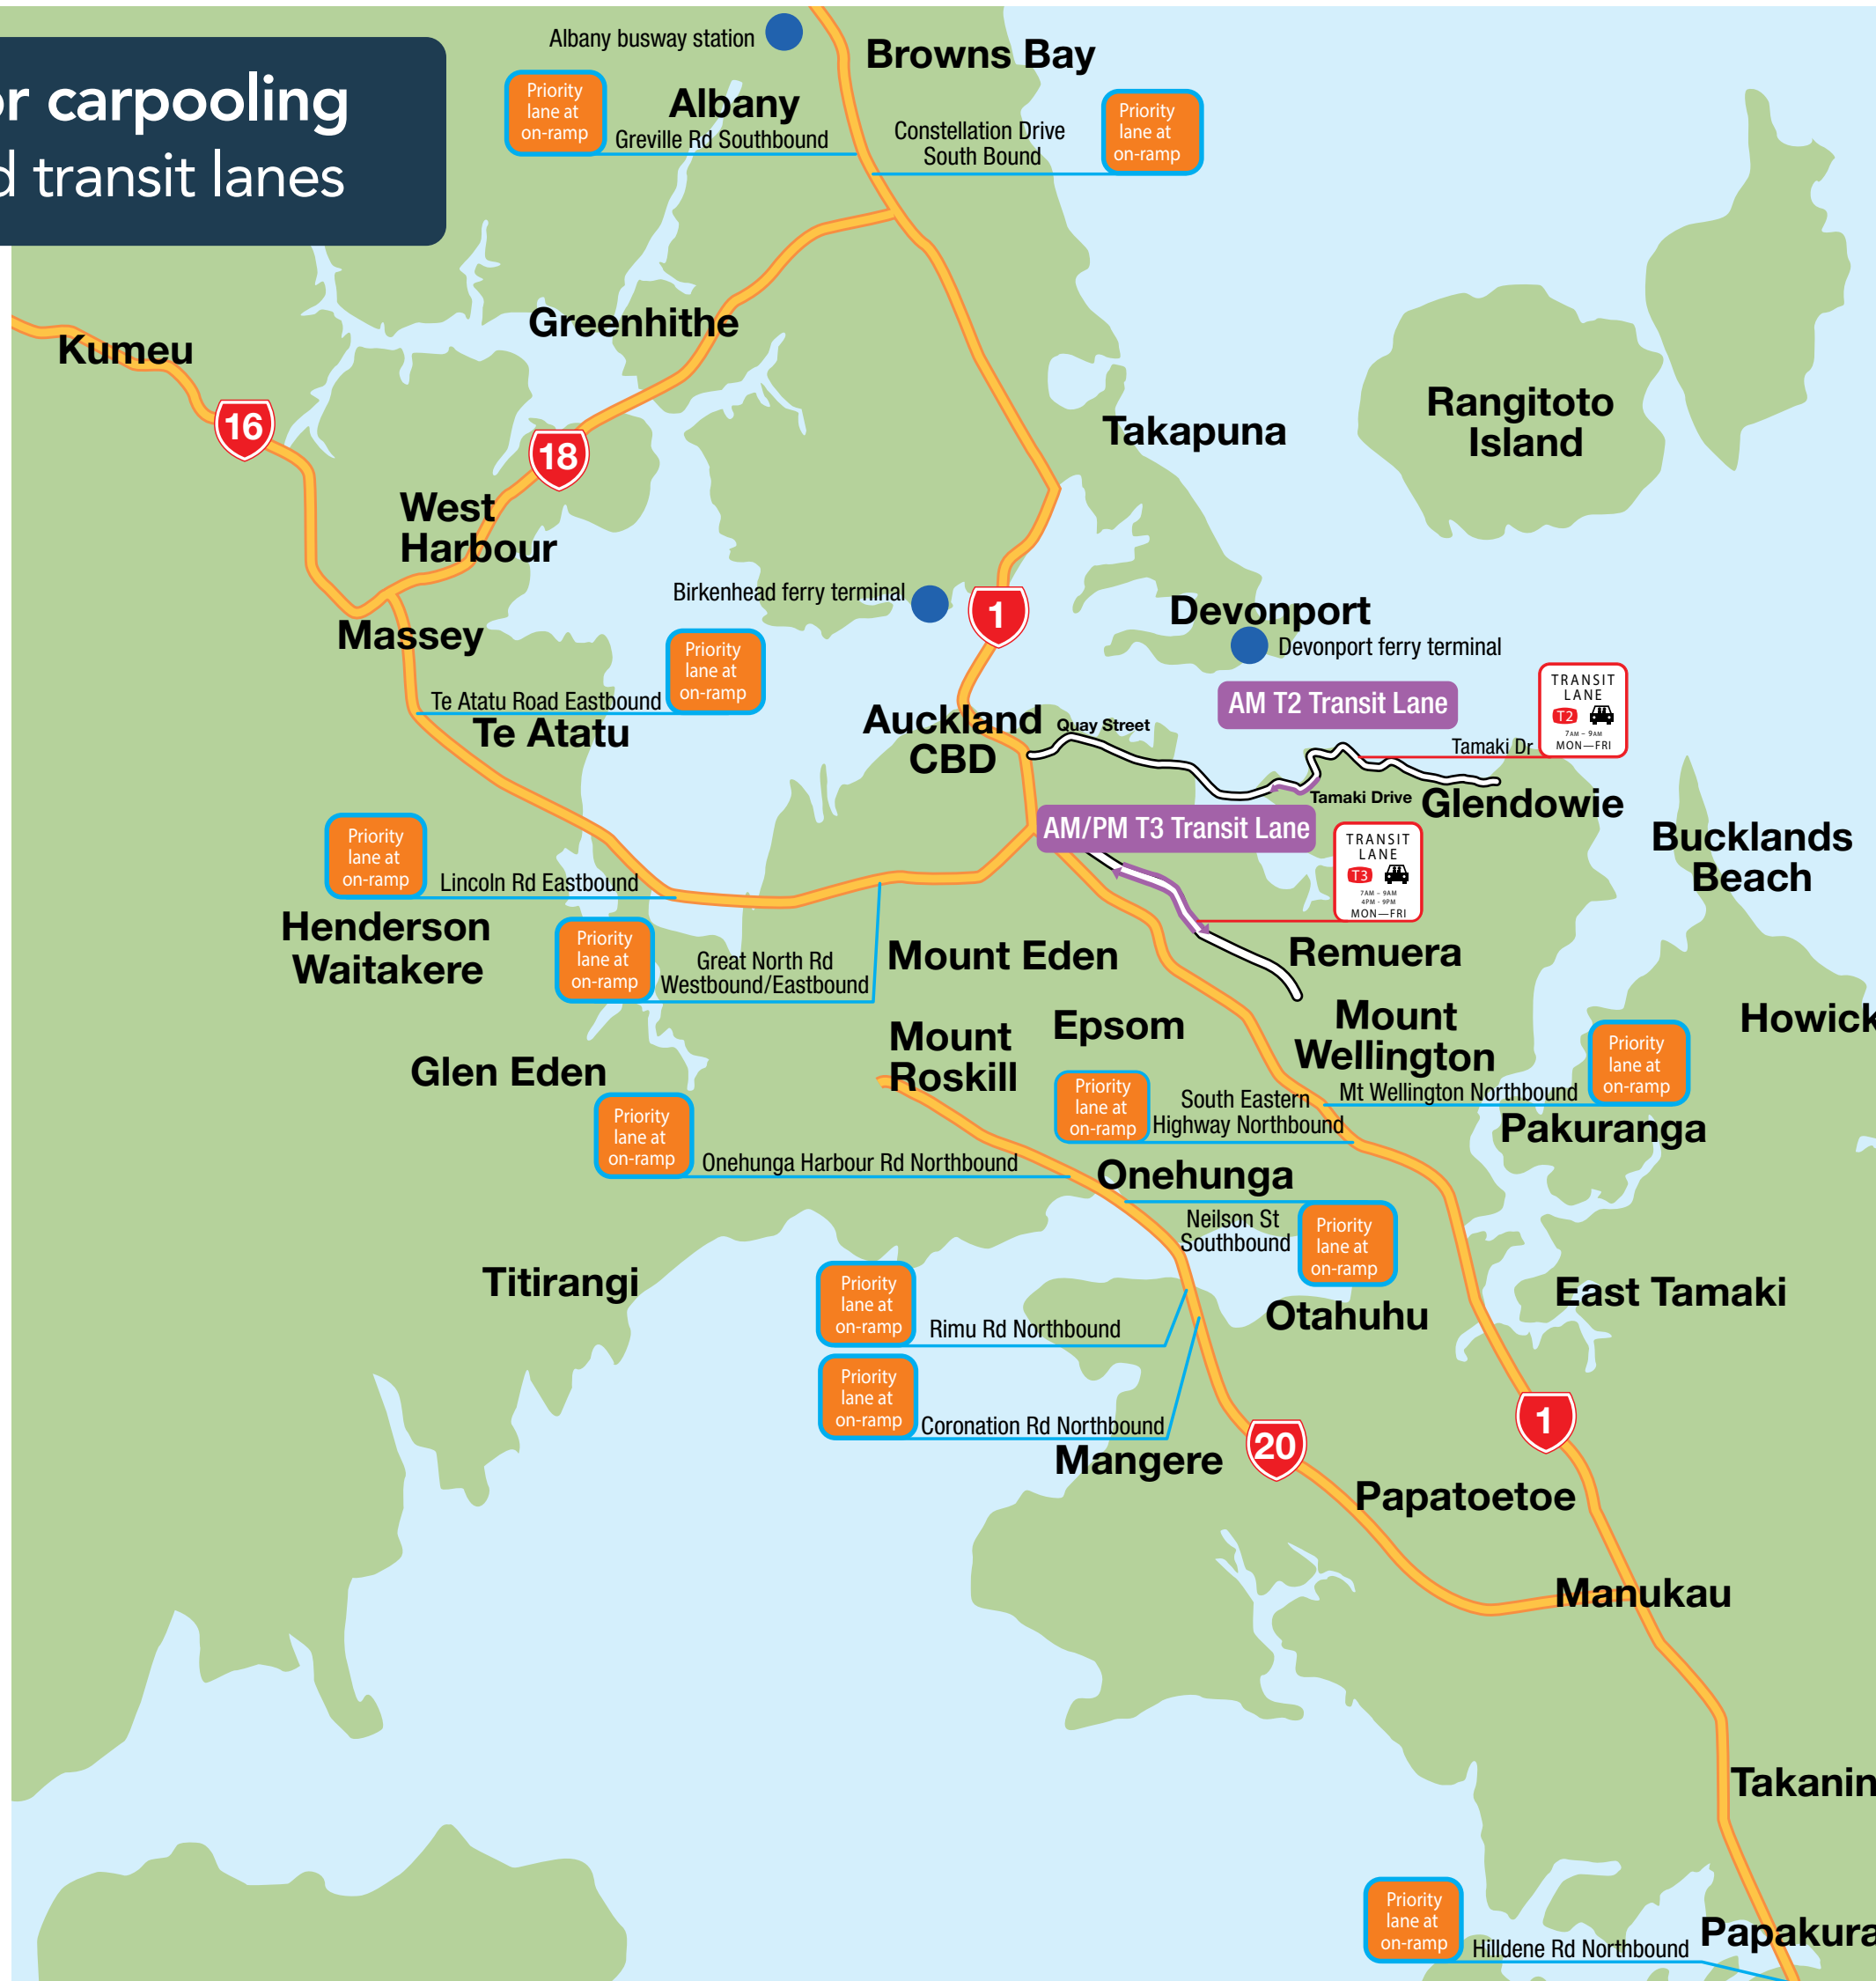 or carpooling
d transit lanes
Albany busway station
Browns Bay
Priority
lane at
on-ramp
Albany
Greville Rd Southbound
Constellation Drive
South Bound
Priority
lane at
on-ramp
Greenhithe
Kumeu
16
18
Takapuna
Rangitoto
Island
West
Harbour
Birkenhead ferry terminal
1
Devonport
Devonport ferry terminal
Massey
Priority
lane at
on-ramp
Te Atatu Road Eastbound
Te Atatu
AM T2 Transit Lane
TRANSIT
LANE
T2
7AM – 9AM
MON—FRI
Auckland
CBD
Quay Street
Tamaki Dr
Tamaki Drive
Glendowie
AM/PM T3 Transit Lane
TRANSIT
LANE
T3
7AM – 9AM
4PM - 9PM
MON—FRI
Bucklands
Beach
Priority
lane at
on-ramp
Lincoln Rd Eastbound
Henderson
Waitakere
Priority
lane at
on-ramp
Great North Rd
Westbound/Eastbound
Mount Eden
Remuera
Howick
Mount
Roskill
Epsom
Mount
Wellington
Priority
lane at
on-ramp
Mt Wellington Northbound
Glen Eden
Priority
lane at
on-ramp
South Eastern
Highway Northbound
Pakuranga
Priority
lane at
on-ramp
Onehunga Harbour Rd Northbound
Onehunga
Neilson St
Southbound
Priority
lane at
on-ramp
Titirangi
Priority
lane at
on-ramp
Rimu Rd Northbound
Otahuhu
East Tamaki
Priority
lane at
on-ramp
Coronation Rd Northbound
Mangere
20
1
Papatoetoe
Manukau
Takanin
Priority
lane at
on-ramp
Hilldene Rd Northbound
Papakura